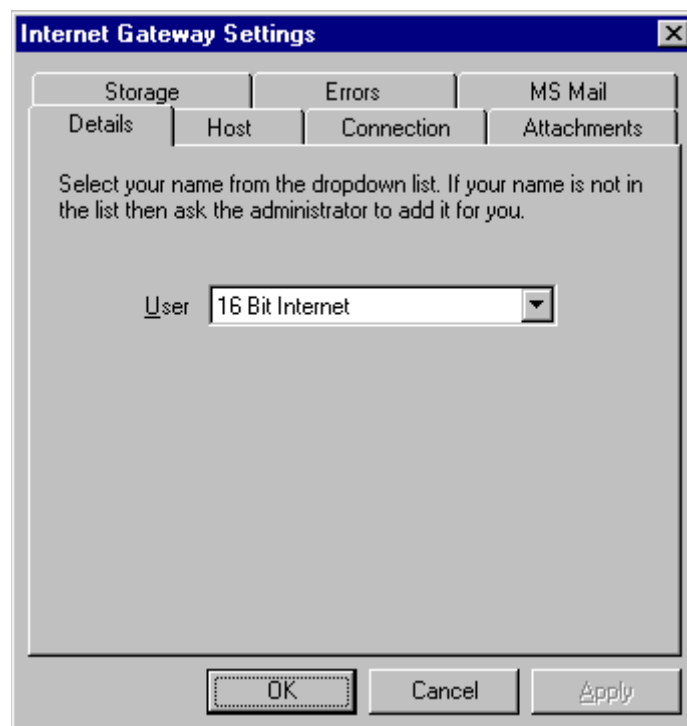 Internet Gateway Settings
Storage
Errors
MS Mail
Details
Host
Connection
Attachments
Select your name from the dropdown list. If your name is not in
the list then ask the administrator to add it for you.
User
16 Bit Internet
OK
Cancel
Apply